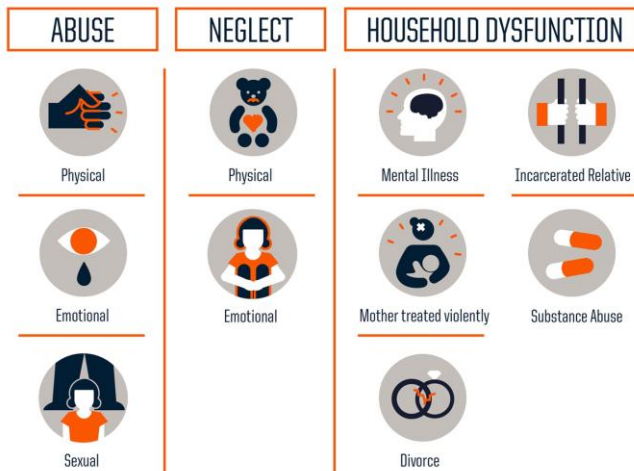 ABUSE
NEGLECT
HOUSEHOLD DYSFUNCTION
Physical
Emotional
Sexual
Physical
Emotional
Mental Illness
Incarcerated Relative
Mother treated violently
Substance Abuse
Divorce